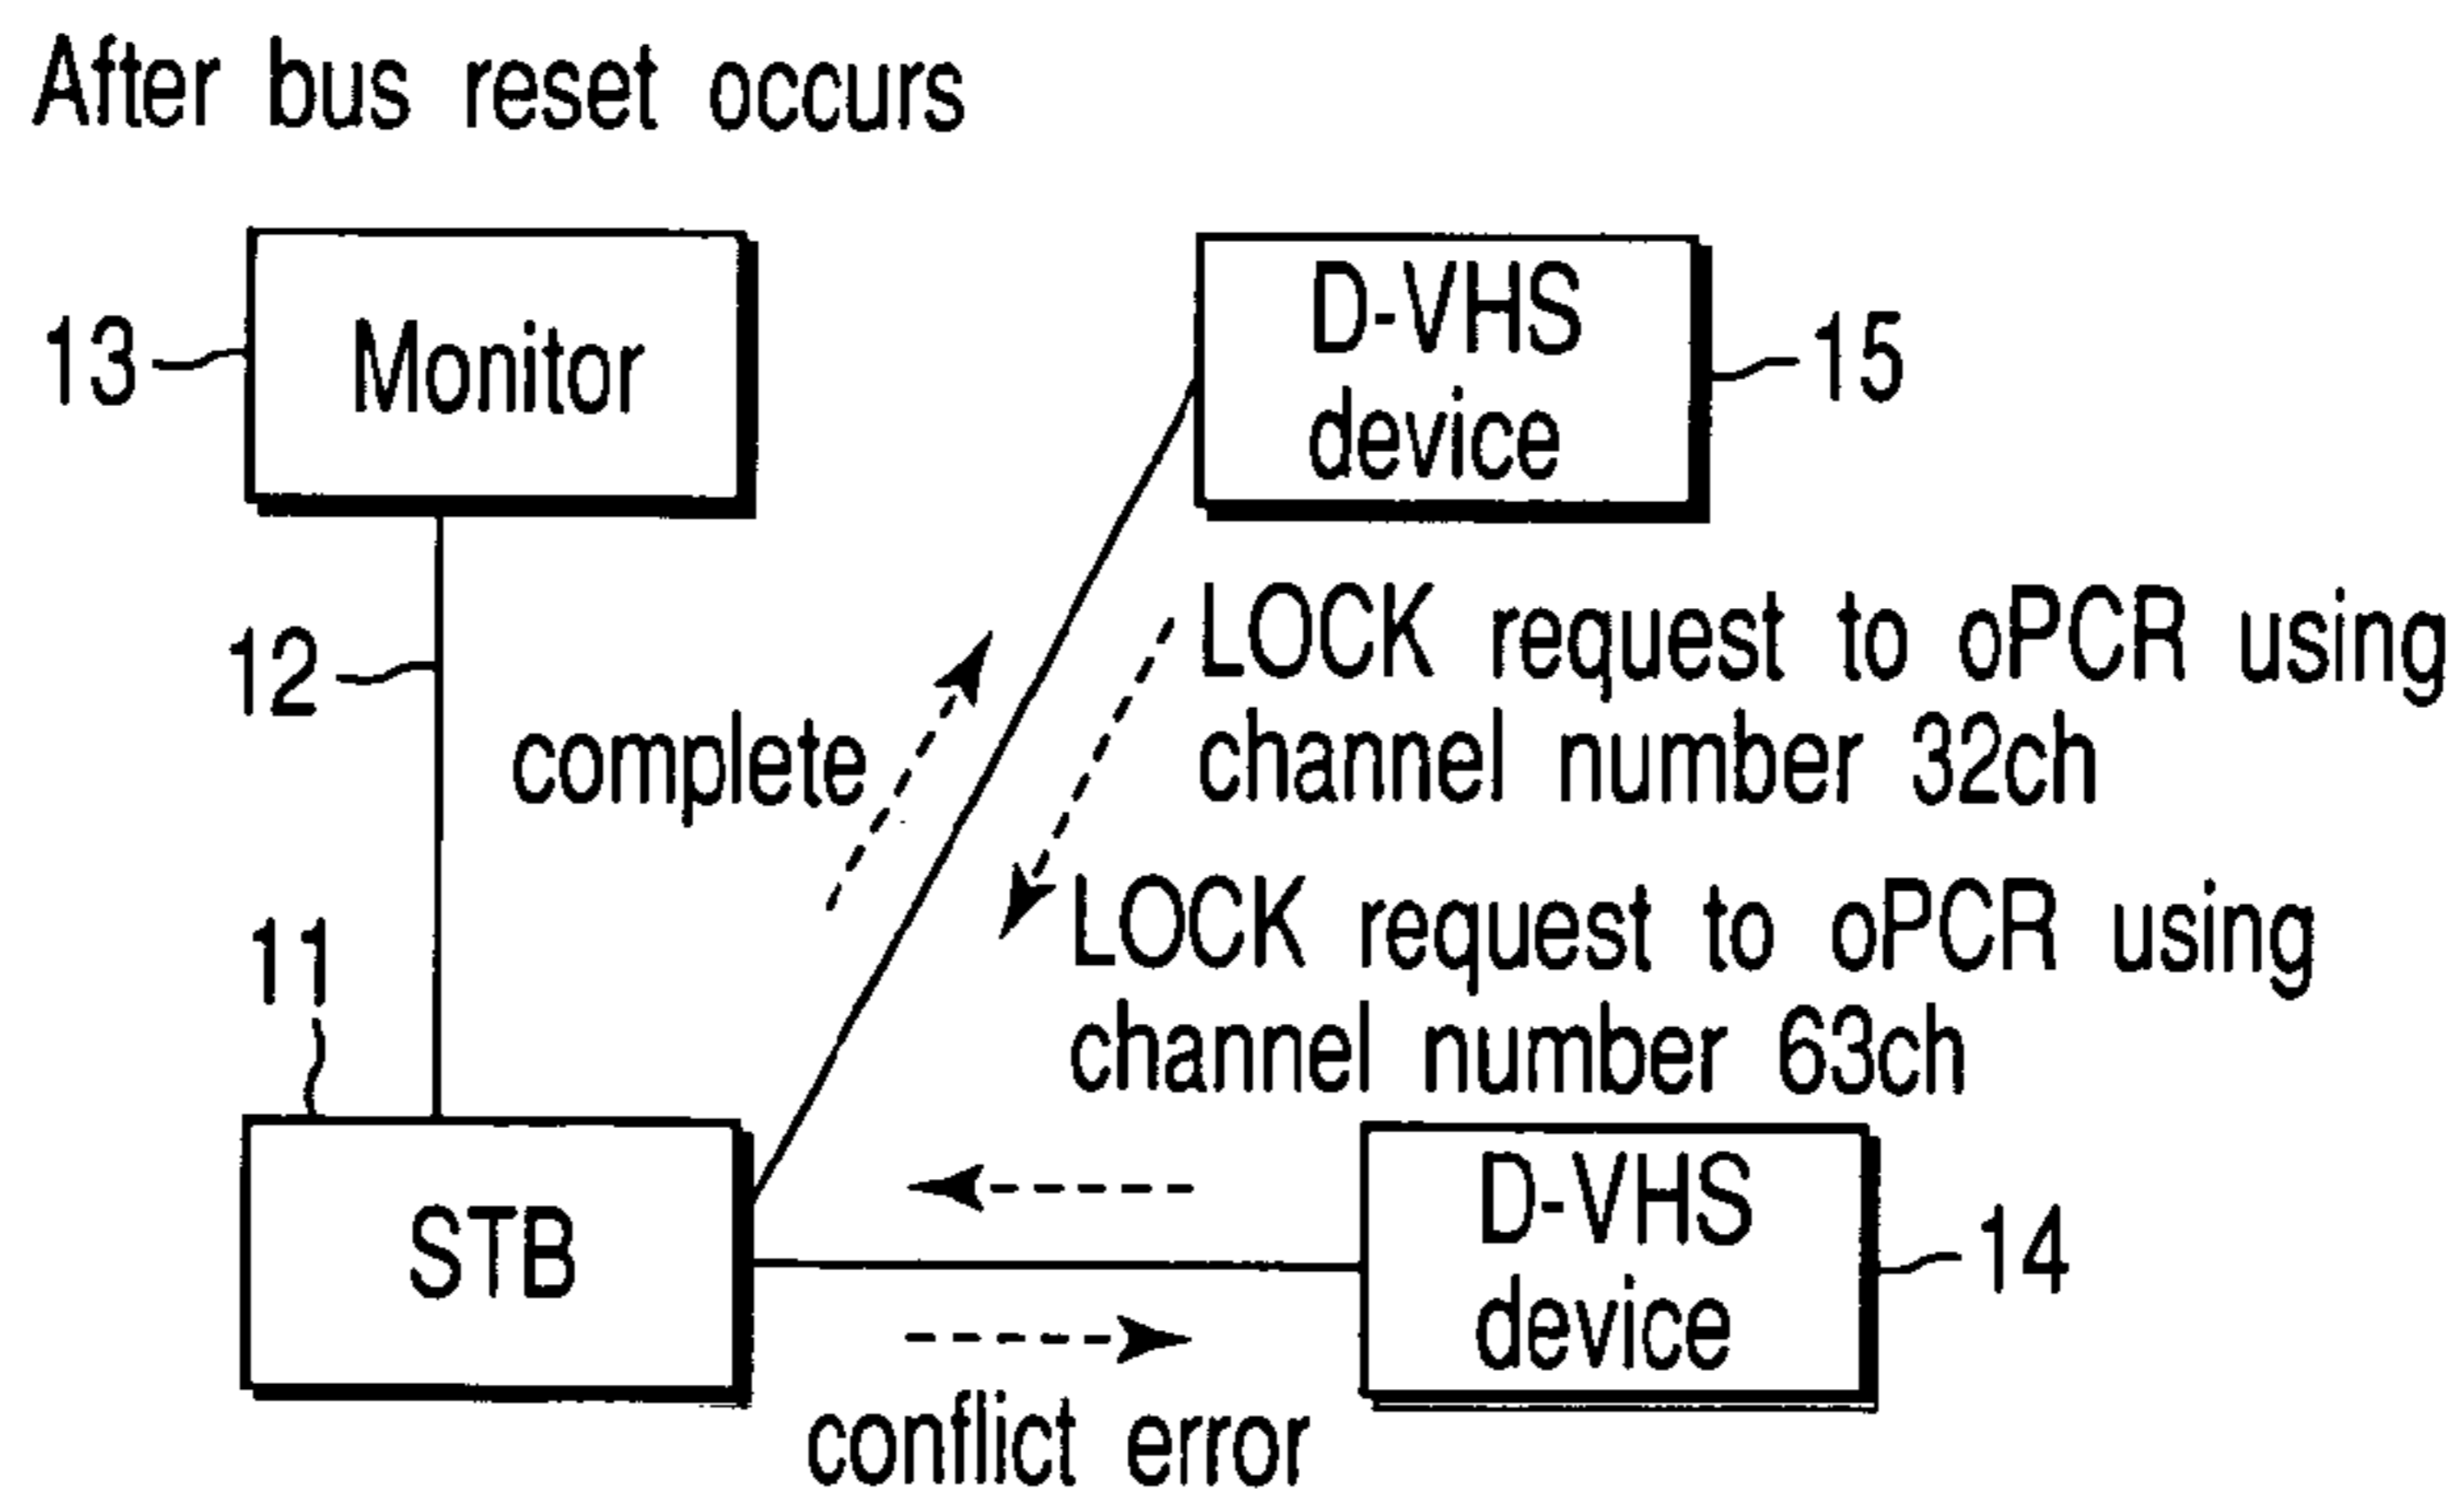 After bus reset occurs
13
Monitor
D-VHS
device
15
12
complete
LOCK request to oPCR using
channel number 32ch
11
LOCK request to oPCR using
channel number 63ch
STB
D-VHS
device
14
conflict error